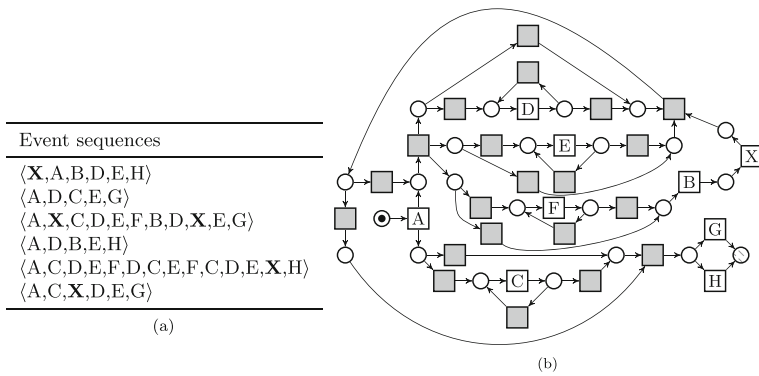 Event sequences
⟨X,A,B,D,E,H⟩
⟨A,D,C,E,G⟩
⟨A,X,C,D,E,F,B,D,X,E,G⟩
⟨A,D,B,E,H⟩
⟨A,C,D,E,F,D,C,E,F,C,D,E,X,H⟩
⟨A,C,X,D,E,G⟩
(a)
D
E
X
B
F
A
G
C
H
(b)